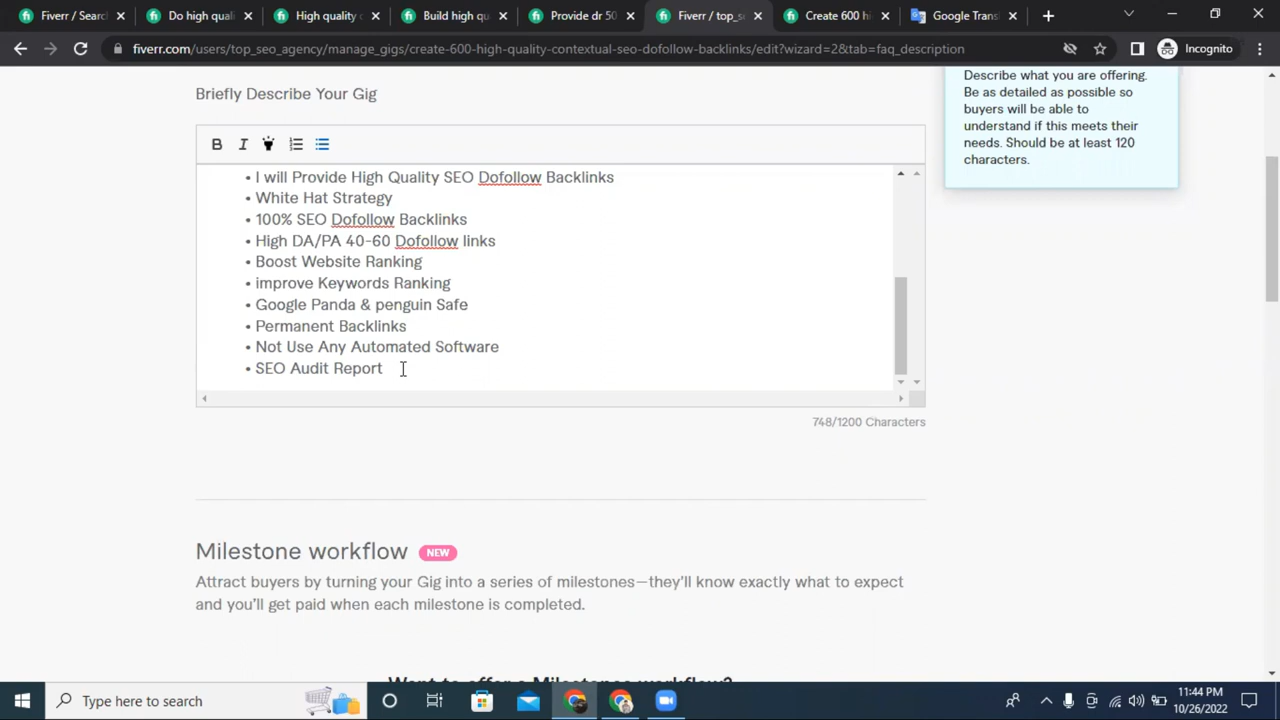 Fiverr / Sear
Do high qual
High quality
Build high qu
Provide dr 50
Fiverr / top_s
Create 600 hi
Google Trans
fiverr.com/users/top_seo_agency/manage_gigs/create-600-high-quality-contextual-seo-dofollow-backlinks/edit?wizard=2&tab=faq_description
Incognito
Briefly Describe Your Gig
Describe what you are offering.
Be as detailed as possible so
buyers will be able to
understand if this meets their
needs. Should be at least 120
characters.
B I
• I will Provide High Quality SEO Dofollow Backlinks
• White Hat Strategy
• 100% SEO Dofollow Backlinks
• High DA/PA 40-60 Dofollow links
• Boost Website Ranking
• improve Keywords Ranking
• Google Panda & penguin Safe
• Permanent Backlinks
• Not Use Any Automated Software
• SEO Audit Report
748/1200 Characters
Milestone workflow NEW
Attract buyers by turning your Gig into a series of milestones—they'll know exactly what to expect
and you'll get paid when each milestone is completed.
Want to offer a Milestones workflow?
Type here to search
11:44 PM
10/26/2022